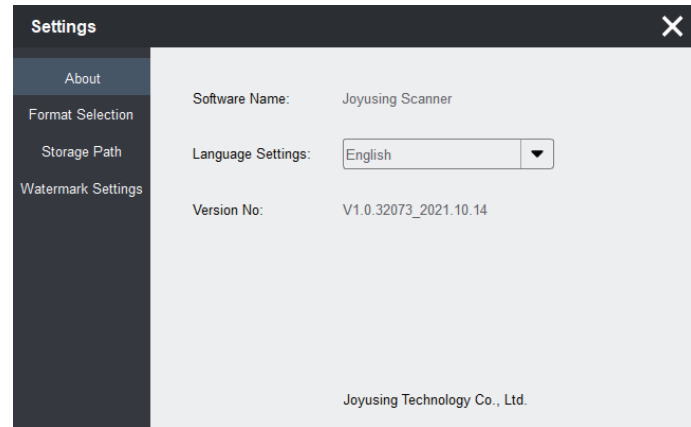 Settings
About
Format Selection
Storage Path
Watermark Settings
Software Name: Joyusing Scanner
Language Settings: English
Version No: V1.0.32073_2021.10.14
Joyusing Technology Co., Ltd.